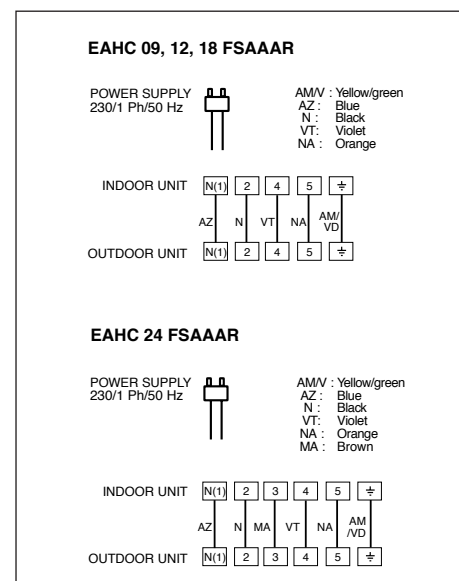 EAHC 09, 12, 18 FSAAAR
POWER SUPPLY
230/1 Ph/50 Hz
AM/V : Yellow/green
AZ : Blue
N : Black
VT: Violet
NA : Orange
INDOOR UNIT N(1) 2 4 5 ⏚
AZ N VT NA AM/
VD
OUTDOOR UNIT N(1) 2 4 5 ⏚
EAHC 24 FSAAAR
POWER SUPPLY
230/1 Ph/50 Hz
AM/V : Yellow/green
AZ : Blue
N : Black
VT: Violet
NA : Orange
MA : Brown
INDOOR UNIT N(1) 2 3 4 5 ⏚
AZ N MA VT NA AM
/VD
OUTDOOR UNIT N(1) 2 3 4 5 ⏚